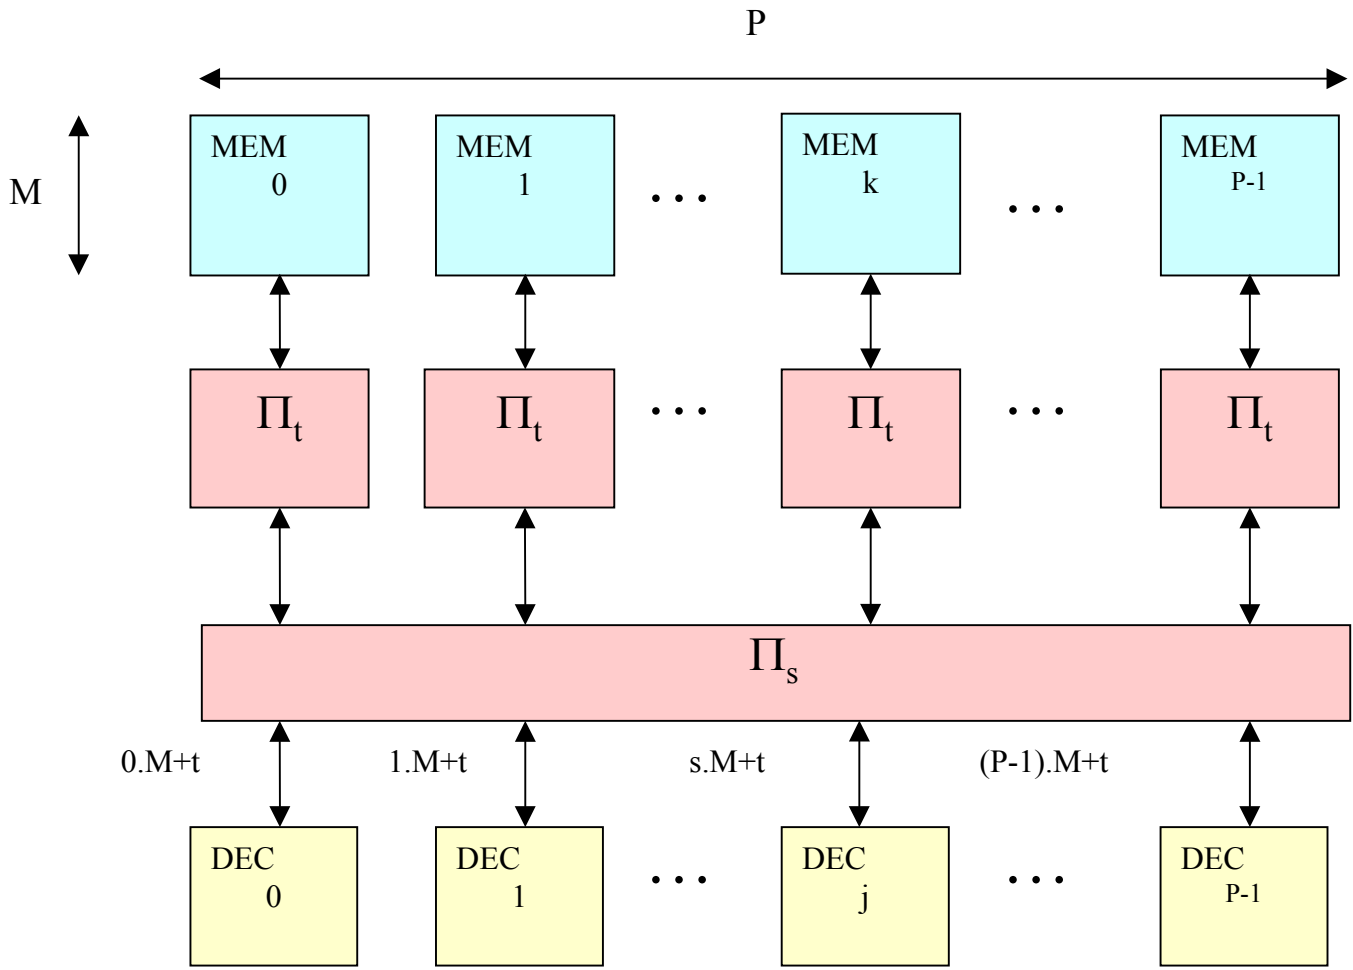 P
M
MEM
0
MEM
1
MEM
k
MEM
P-1
...
...
Πt
Πt
...
Πt
...
Πt
Πs
0.M+t
1.M+t
s.M+t
(P-1).M+t
DEC
0
DEC
1
...
DEC
j
...
DEC
P-1